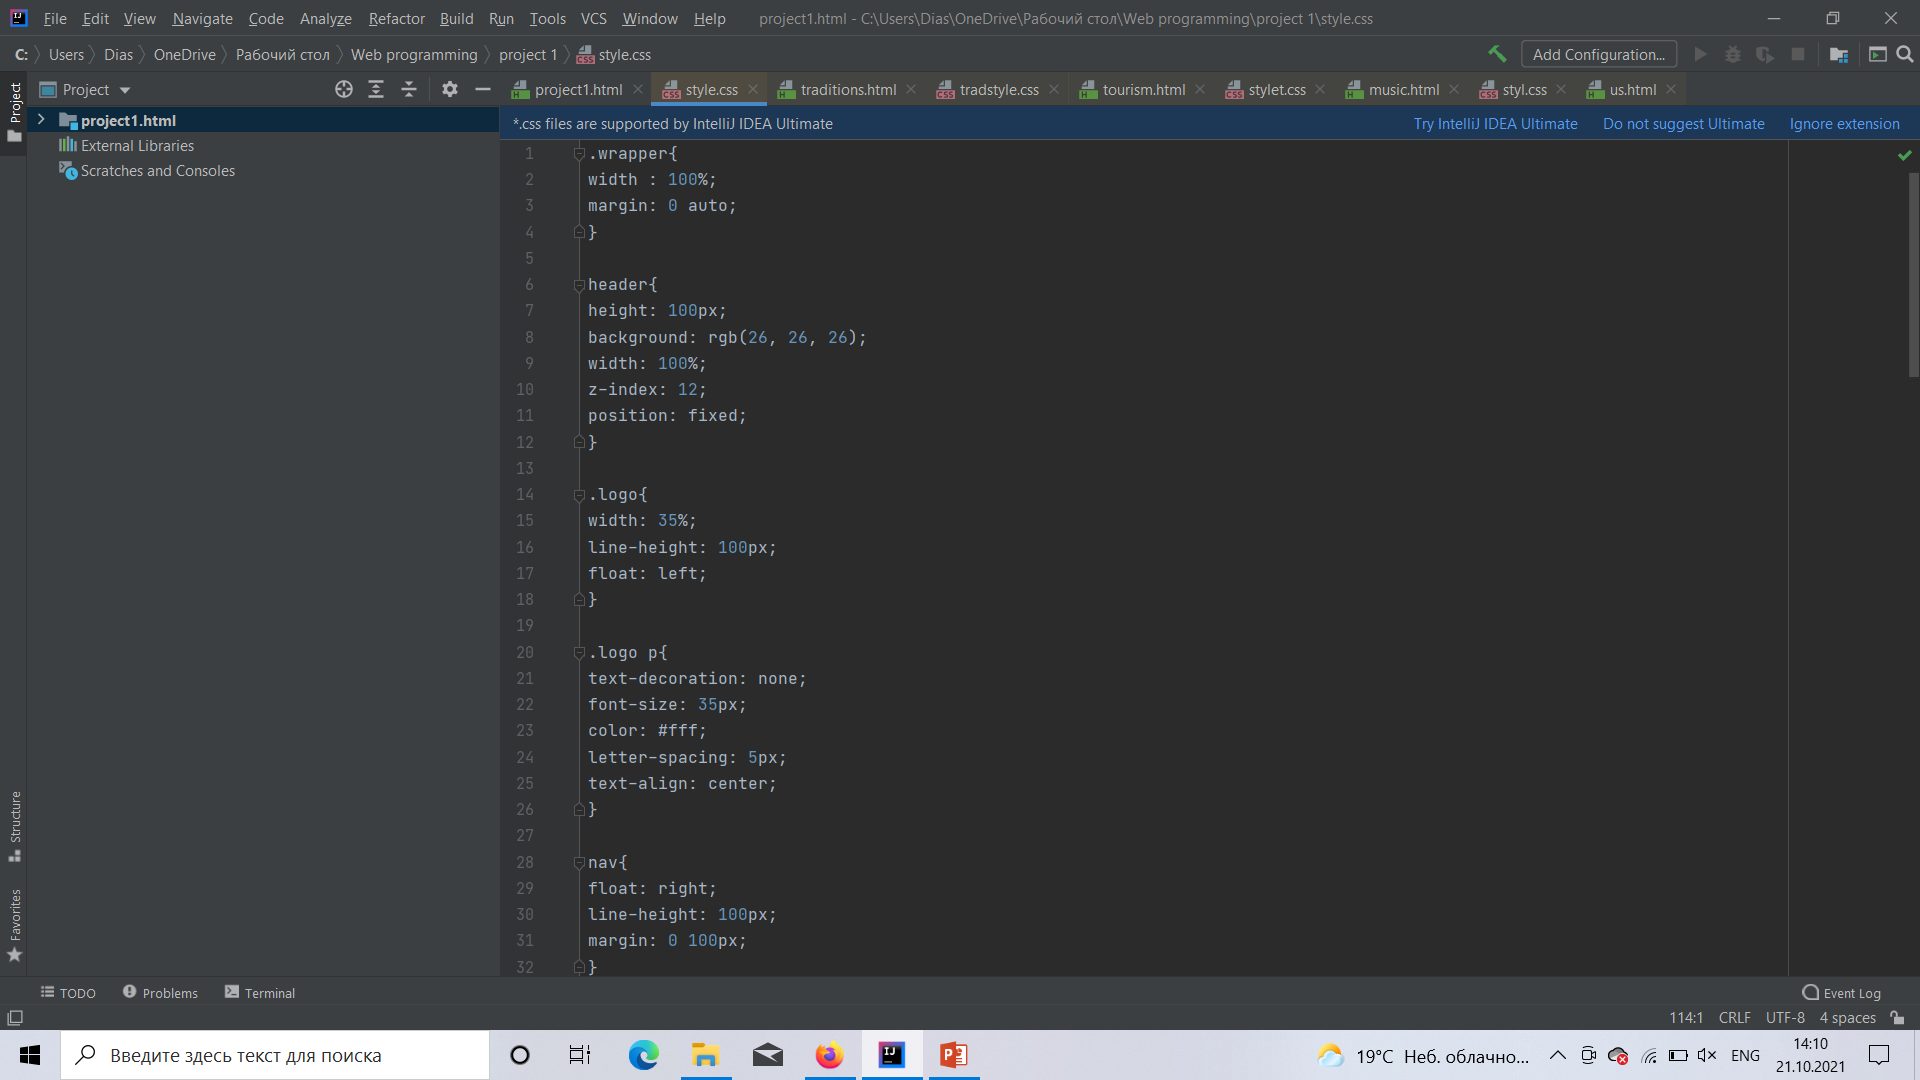 File Edit View Navigate Code Analyze Refactor Build Run Tools VCS Window Help project1.html - C:\Users\Dias\OneDrive\Рабочий стол\Web programming\project 1\style.css
C: Users Dias OneDrive Рабочий стол Web programming project 1 style.css Add Configuration...
Project
Project project1.html style.css traditions.html tradstyle.css tourism.html stylet.css music.html styl.css us.html
project1.html
External Libraries
Scratches and Consoles
*.css files are supported by IntelliJ IDEA Ultimate Try IntelliJ IDEA Ultimate Do not suggest Ultimate Ignore extension
1 .wrapper{
2 width : 100%;
3 margin: 0 auto;
4 }
5
6 header{
7 height: 100px;
8 background: rgb(26, 26, 26);
9 width: 100%;
10 z-index: 12;
11 position: fixed;
12 }
13
14 .logo{
15 width: 35%;
16 line-height: 100px;
17 float: left;
18 }
19
20 .logo p{
21 text-decoration: none;
22 font-size: 35px;
23 color: #fff;
24 letter-spacing: 5px;
25 text-align: center;
26 }
27
28 nav{
29 float: right;
30 line-height: 100px;
31 margin: 0 100px;
32 }
Structure
Favorites
TODO Problems Terminal Event Log
114:1 CRLF UTF-8 4 spaces
Введите здесь текст для поиска 19°C Неб. облачно... ENG 14:10
21.10.2021